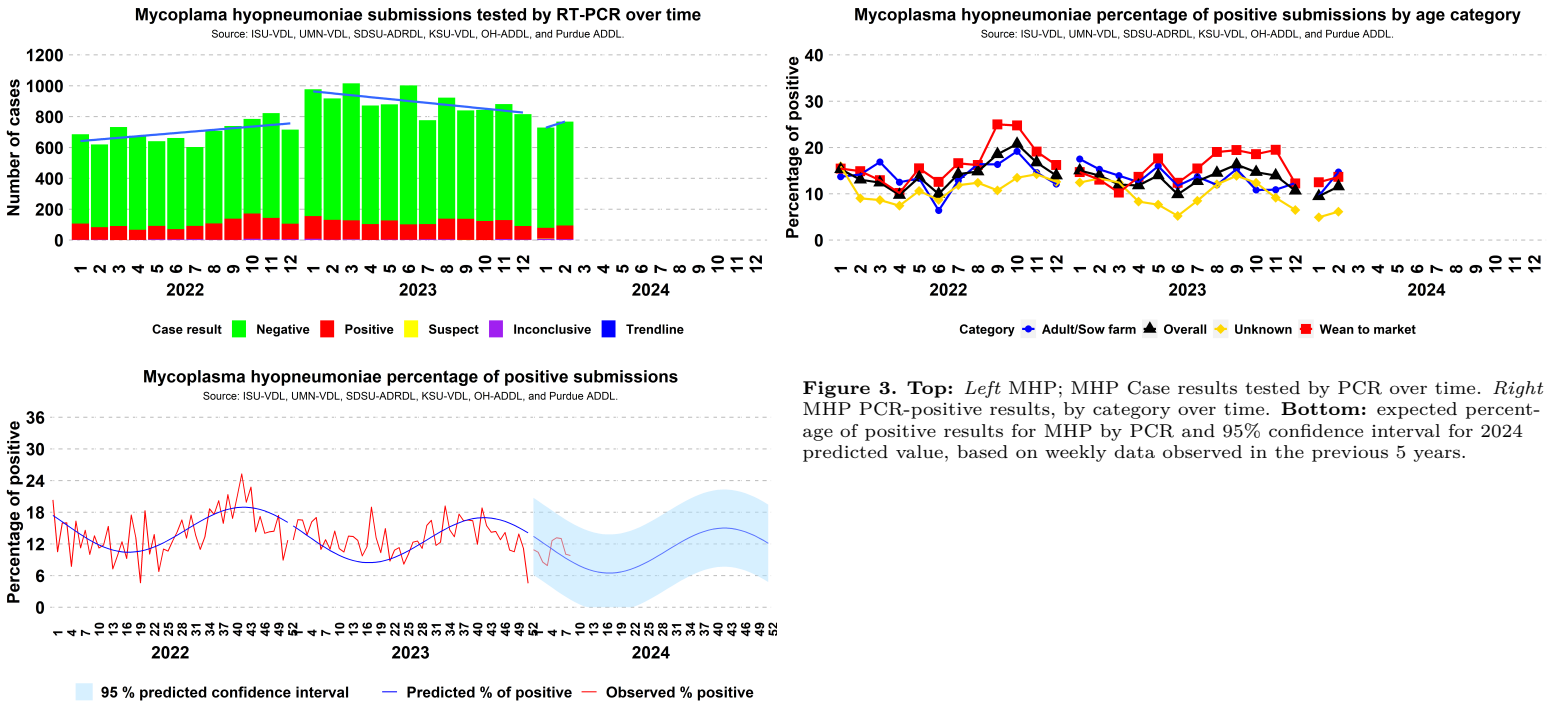 Mycoplama hyopneumoniae submissions tested by RT-PCR over time
Source: ISU-VDL, UMN-VDL, SDSU-ADRDL, KSU-VDL, OH-ADDL, and Purdue ADDL.
Number of cases
1200
1000
800
600
400
200
0
1 2 3 4 5 6 7 8 9 10 11 12 1 2 3 4 5 6 7 8 9 10 11 12 1 2 3 4 5 6 7 8 9 10 11 12
2022 2023 2024
Case result Negative Positive Suspect Inconclusive Trendline
Mycoplasma hyopneumoniae percentage of positive submissions by age category
Source: ISU-VDL, UMN-VDL, SDSU-ADRDL, KSU-VDL, OH-ADDL, and Purdue ADDL.
Percentage of positive
40
30
20
10
0
1 2 3 4 5 6 7 8 9 10 11 12 1 2 3 4 5 6 7 8 9 10 11 12 1 2 3 4 5 6 7 8 9 10 11 12
2022 2023 2024
Category Adult/Sow farm Overall Unknown Wean to market
Mycoplasma hyopneumoniae percentage of positive submissions
Source: ISU-VDL, UMN-VDL, SDSU-ADRDL, KSU-VDL, OH-ADDL, and Purdue ADDL.
Percentage of positive
36
30
24
18
12
6
0
1 4 7 10 13 16 19 22 25 28 31 34 37 40 43 46 49 52 1 4 7 10 13 16 19 22 25 28 31 34 37 40 43 46 49 52 1 4 7 10 13 16 19 22 25 28 31 34 37 40 43 46 49 52
2022 2023 2024
95 % predicted confidence interval Predicted % of positive Observed % positive
Figure 3. Top: Left MHP; MHP Case results tested by PCR over time. Right
MHP PCR-positive results, by category over time. Bottom: expected percent-
age of positive results for MHP by PCR and 95% confidence interval for 2024
predicted value, based on weekly data observed in the previous 5 years.